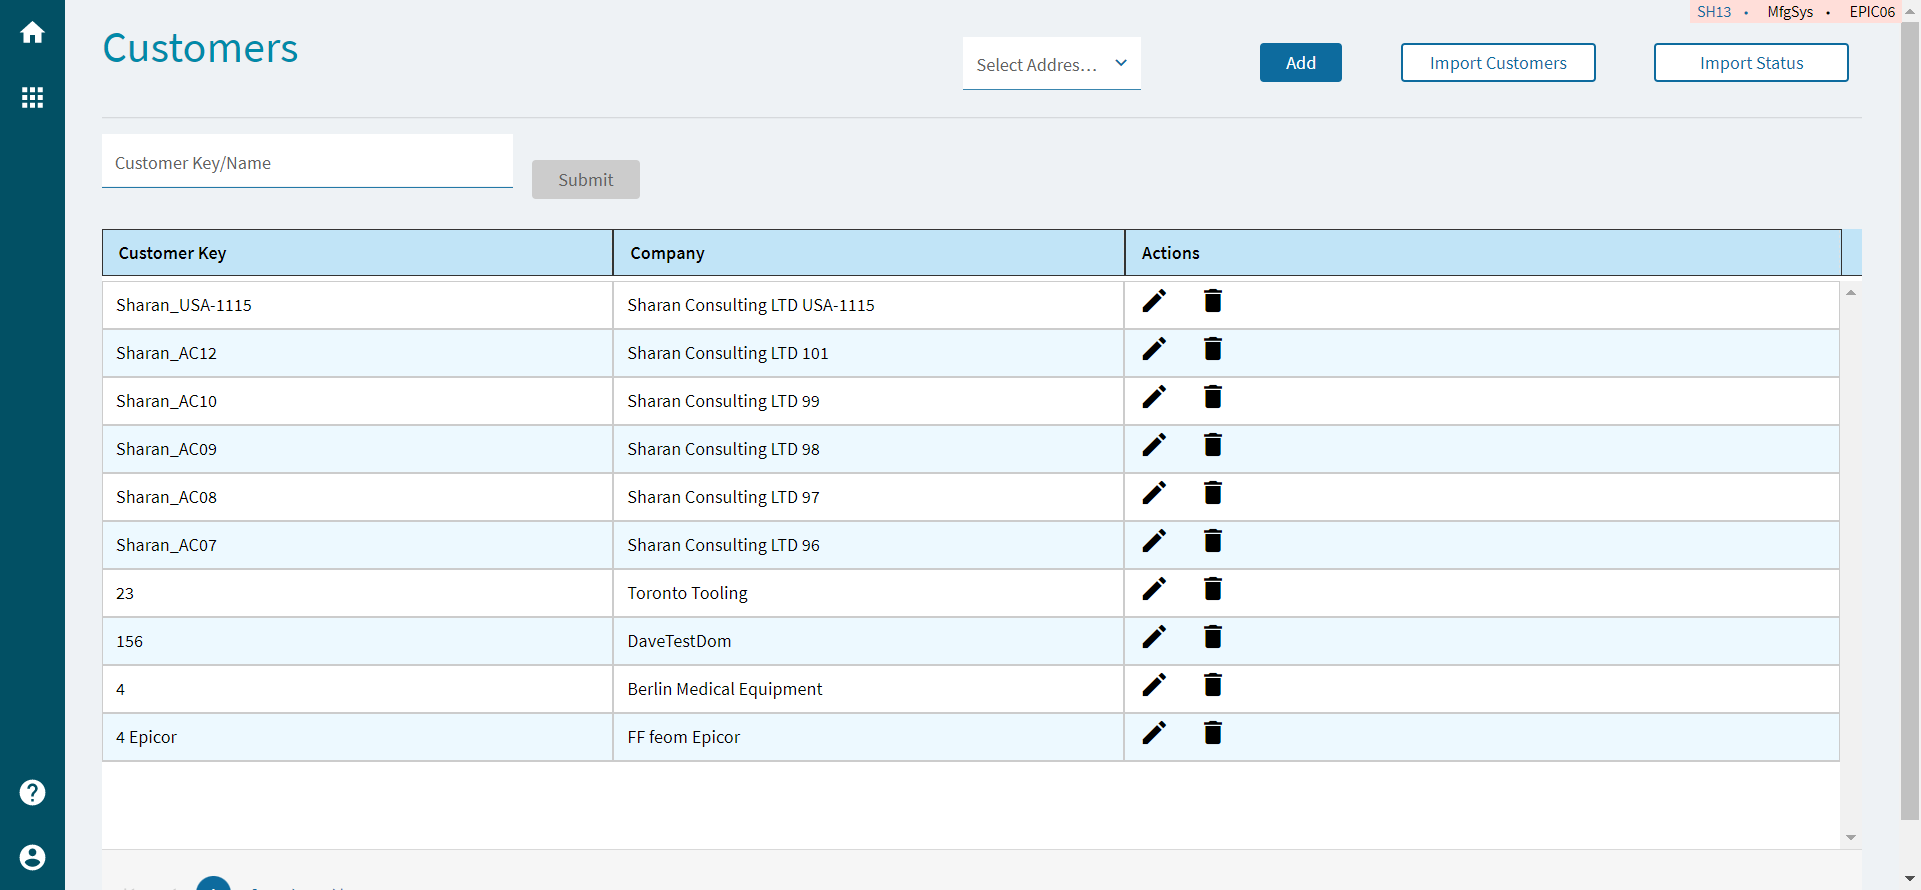 SH13 • MfgSys • EPIC06
Customers
Select Addres...
Add
Import Customers
Import Status
Customer Key/Name
Submit
Customer Key Company Actions
Sharan_USA-1115 Sharan Consulting LTD USA-1115
Sharan_AC12 Sharan Consulting LTD 101
Sharan_AC10 Sharan Consulting LTD 99
Sharan_AC09 Sharan Consulting LTD 98
Sharan_AC08 Sharan Consulting LTD 97
Sharan_AC07 Sharan Consulting LTD 96
23 Toronto Tooling
156 DaveTestDom
4 Berlin Medical Equipment
4 Epicor FF feom Epicor